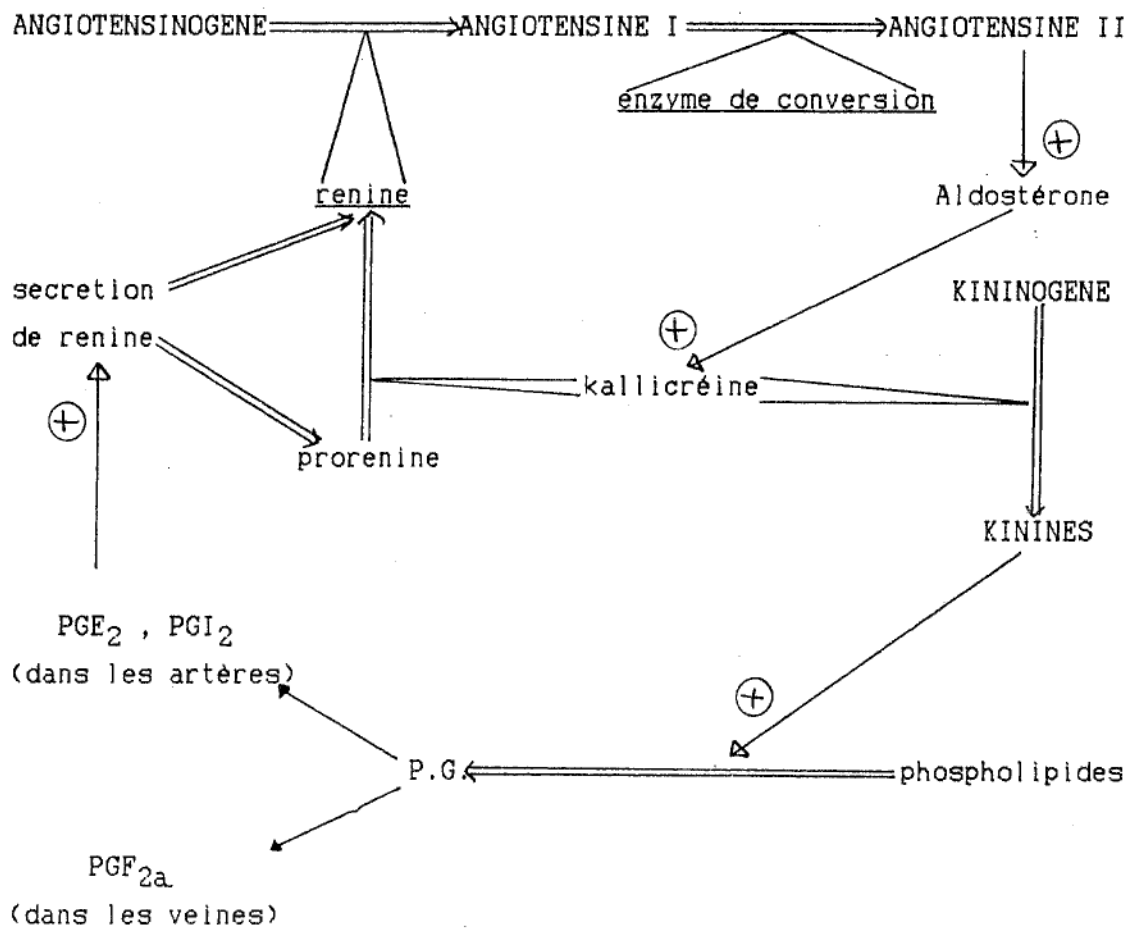 ANGIOTENSINOGENE ANGIOTENSINE I ANGIOTENSINE II
enzyme de conversion
+
renine
Aldostérone
secretion
de renine
KININOGENE
+
kallicréine
+
prorenine
KININES
PGE2 , PGI2
(dans les artères)
+
P.G. phospholipides
PGF2a
(dans les veines)